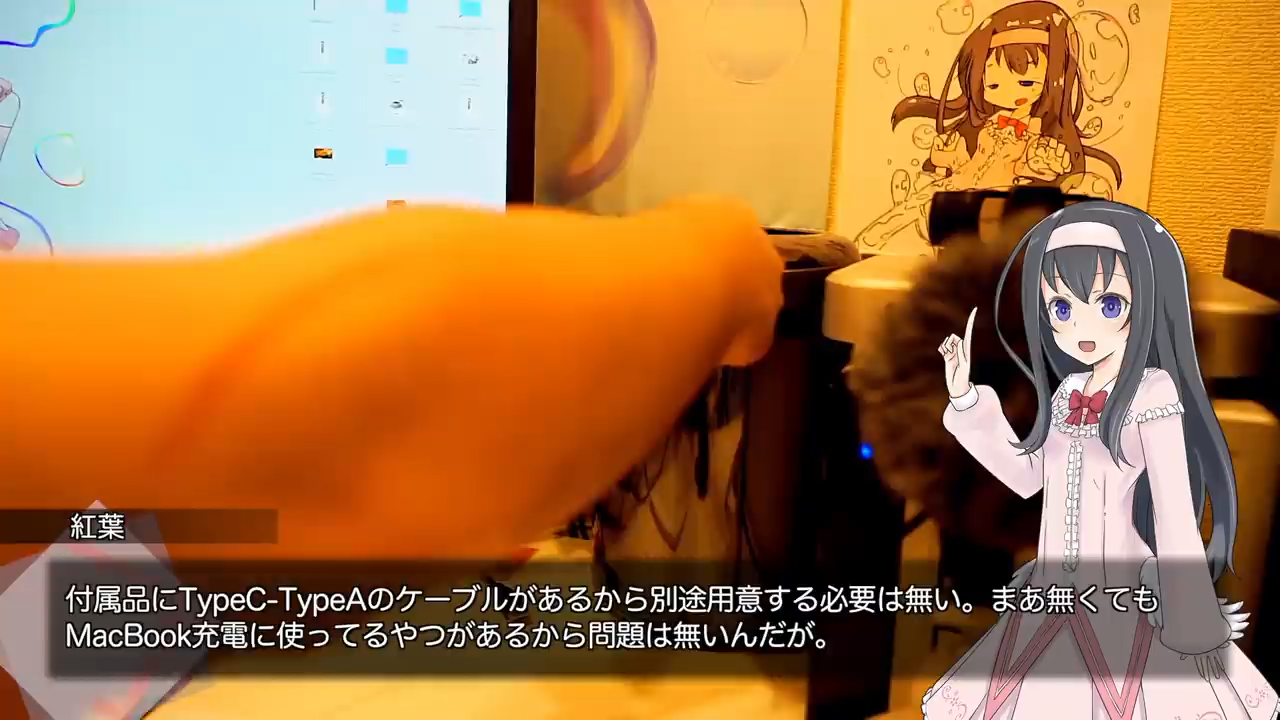 紅葉
付属品にTypeC-TypeAのケーブルがあるから別途用意する必要は無い。まあ無くても
MacBook充電に使ってるやつがあるから問題は無いんだが。